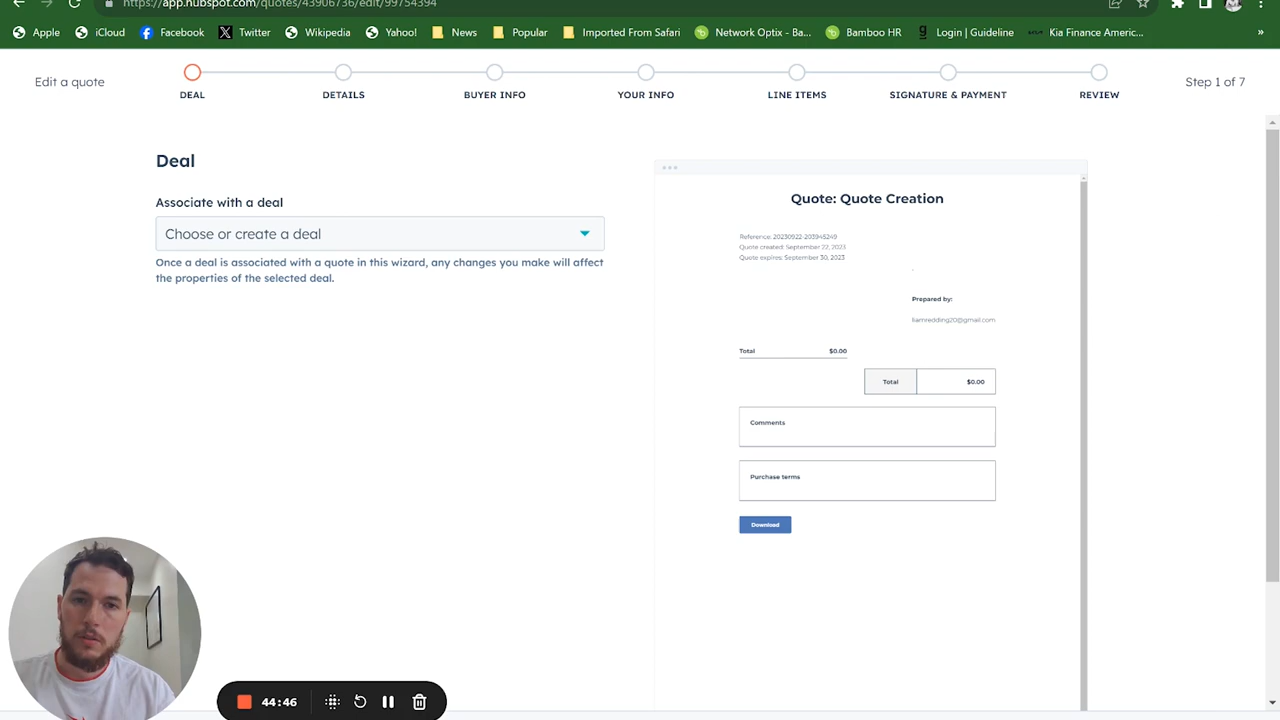 https://app.hubspot.com/quotes/43906736/edit/99754394
Apple
iCloud
Facebook
Twitter
Wikipedia
Yahoo!
News
Popular
Imported From Safari
Network Optix - Ba...
Bamboo HR
Login | Guideline
Kia Finance Americ...
»
Edit a quote
DEAL
DETAILS
BUYER INFO
YOUR INFO
LINE ITEMS
SIGNATURE & PAYMENT
REVIEW
Step 1 of 7
Deal
Associate with a deal
Choose or create a deal
Once a deal is associated with a quote in this wizard, any changes you make will affect
the properties of the selected deal.
Quote: Quote Creation
Reference: 20230922-203945249
Quote created: September 22, 2023
Quote expires: September 30, 2023
Prepared by:
liamredding20@gmail.com
Total $0.00
Total $0.00
Comments
Purchase terms
Download
44:46